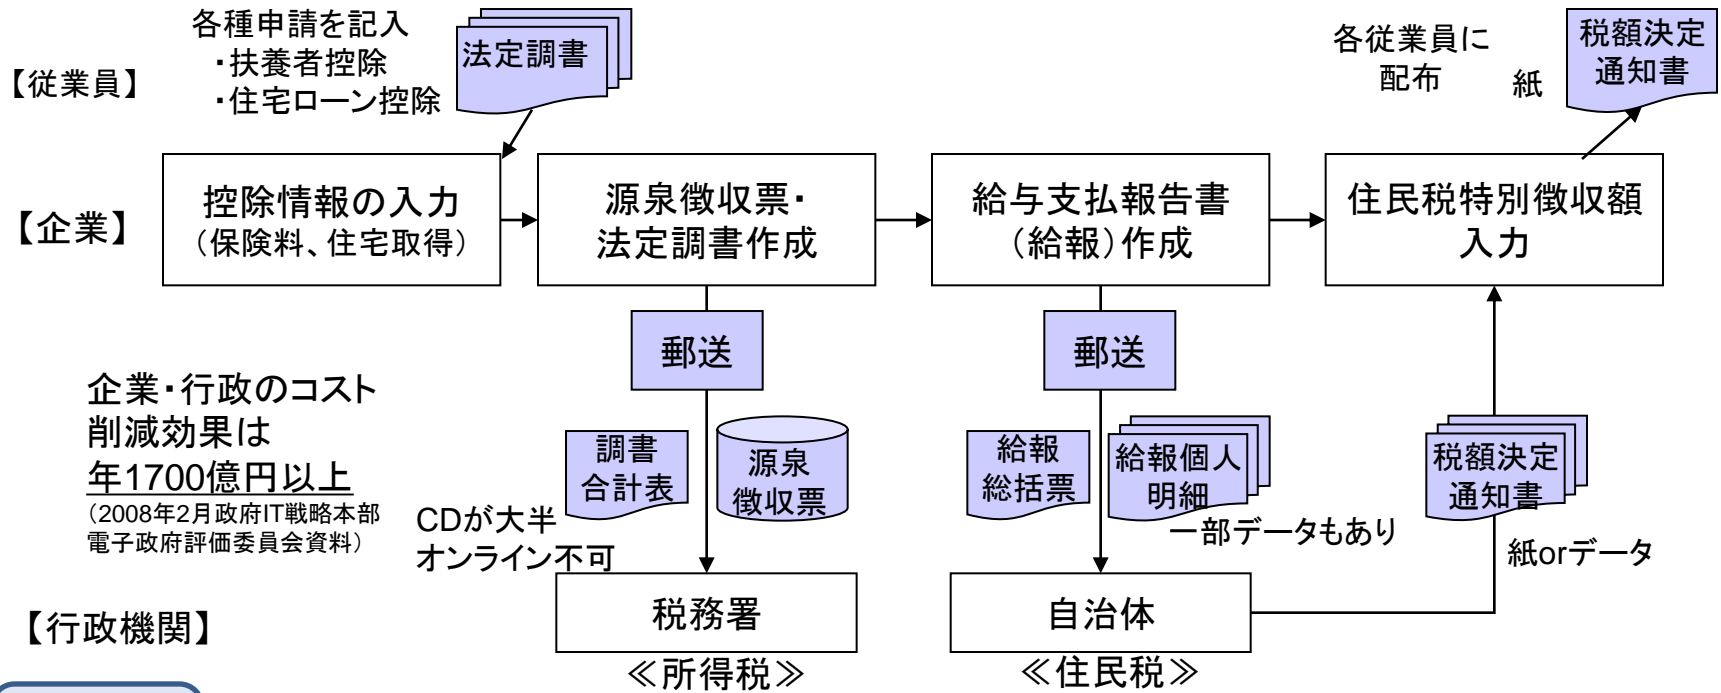 各種申請を記入
・扶養者控除
・住宅ローン控除
法定調書
各従業員に
配布
紙
税額決定
通知書
【従業員】
【企業】
控除情報の入力
（保険料、住宅取得）
源泉徴収票・
法定調書作成
給与支払報告書
（給報）作成
住民税特別徴収額
入力
郵送
郵送
企業・行政のコスト
削減効果は
年1700億円以上
（2008年2月政府IT戦略本部
電子政府評価委員会資料）
調書
合計表
源泉
徴収票
CDが大半
オンライン不可
給報
総括票
給報個人
明細
一部データもあり
税額決定
通知書
紙orデータ
【行政機関】
税務署
≪所得税≫
自治体
≪住民税≫